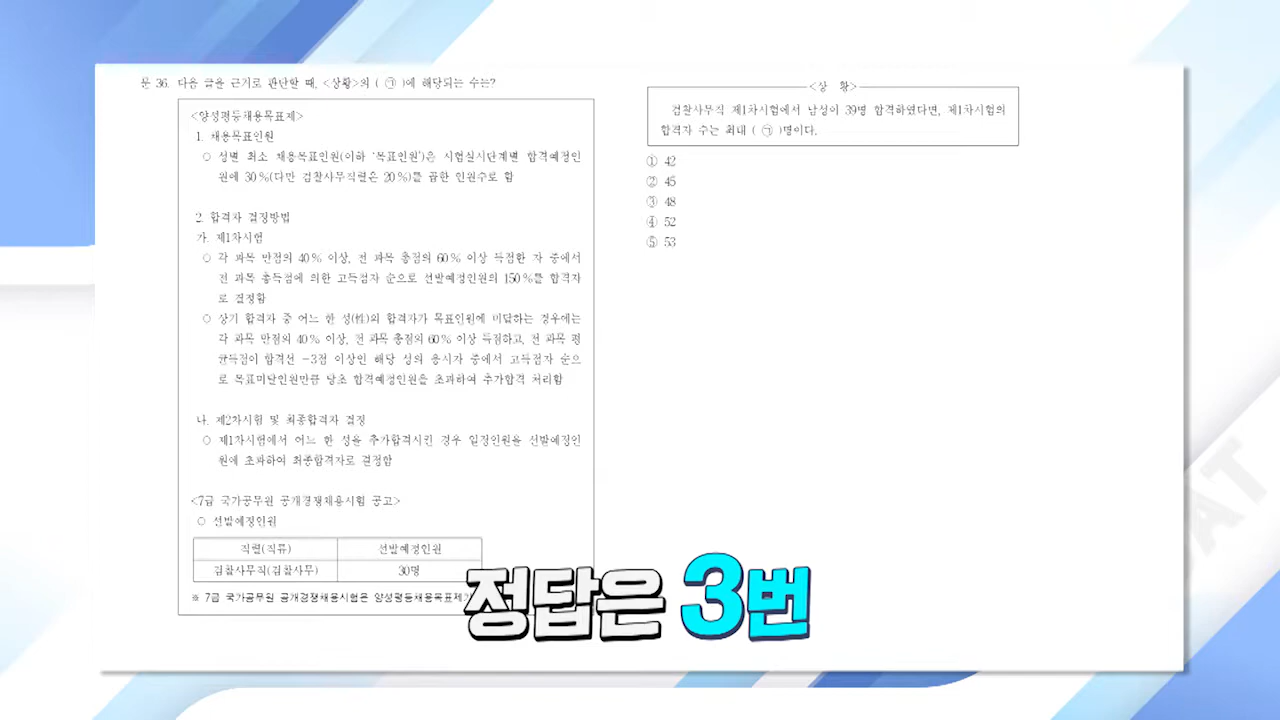 문 36. 다음 글을 근거로 판단할 때, <상황>의 ( ㉠ )에 해당되는 수는?
<양성평등채용목표제>
1. 채용목표인원
○ 성별 최소 채용목표인원(이하 '목표인원')은 시험실시단계별 합격예정인
원에 30 %(다만 검찰사무직렬은 20 %)를 곱한 인원수로 함
2. 합격자 결정방법
가. 제1차시험
○ 각 과목 만점의 40 % 이상, 전 과목 총점의 60 % 이상 득점한 자 중에서
전 과목 총득점에 의한 고득점자 순으로 선발예정인원의 150 %를 합격자
로 결정함
○ 상기 합격자 중 어느 한 성(性)의 합격자가 목표인원에 미달하는 경우에는
각 과목 만점의 40 % 이상, 전 과목 총점의 60 % 이상 득점하고, 전 과목 평
균득점이 합격선 -3점 이상인 해당 성의 응시자 중에서 고득점자 순으
로 목표미달인원만큼 당초 합격예정인원을 초과하여 추가합격 처리함
나. 제2차시험 및 최종합격자 결정
○ 제1차시험에서 어느 한 성을 추가합격시킨 경우 일정인원을 선발예정인
원에 초과하여 최종합격자로 결정함
<7급 국가공무원 공개경쟁채용시험 공고>
○ 선발예정인원
직렬(직류) 선발예정인원
검찰사무직(검찰사무) 30명
※ 7급 국가공무원 공개경쟁채용시험은 양성평등채용목표제
<상 황>
검찰사무직 제1차시험에서 남성이 39명 합격하였다면, 제1차시험의
합격자 수는 최대 ( ㉠ )명이다.
① 42
② 45
③ 48
④ 52
⑤ 53
정답은 3번
AT